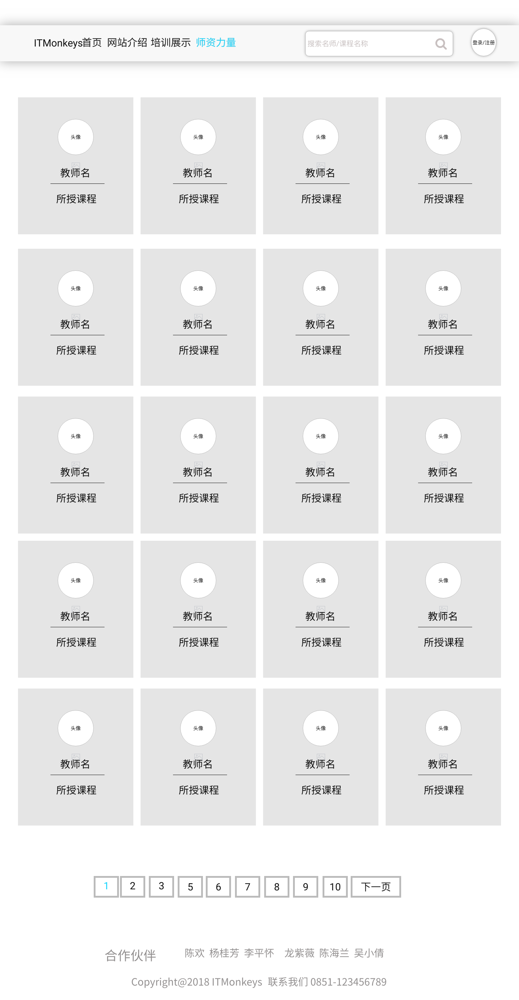 ITMonkeys首页 网站介绍 培训展示 师资力量 搜索名师/课程名称 登录/注册
头像 头像 头像 头像
教师名 教师名 教师名 教师名
所授课程 所授课程 所授课程 所授课程
头像 头像 头像 头像
教师名 教师名 教师名 教师名
所授课程 所授课程 所授课程 所授课程
头像 头像 头像 头像
教师名 教师名 教师名 教师名
所授课程 所授课程 所授课程 所授课程
头像 头像 头像 头像
教师名 教师名 教师名 教师名
所授课程 所授课程 所授课程 所授课程
头像 头像 头像 头像
教师名 教师名 教师名 教师名
所授课程 所授课程 所授课程 所授课程
1 2 3 5 6 7 8 9 10 下一页
合作伙伴 陈欢 杨桂芳 李平怀 龙紫薇 陈海兰 吴小倩
Copyright@2018 ITMonkeys 联系我们 0851-123456789